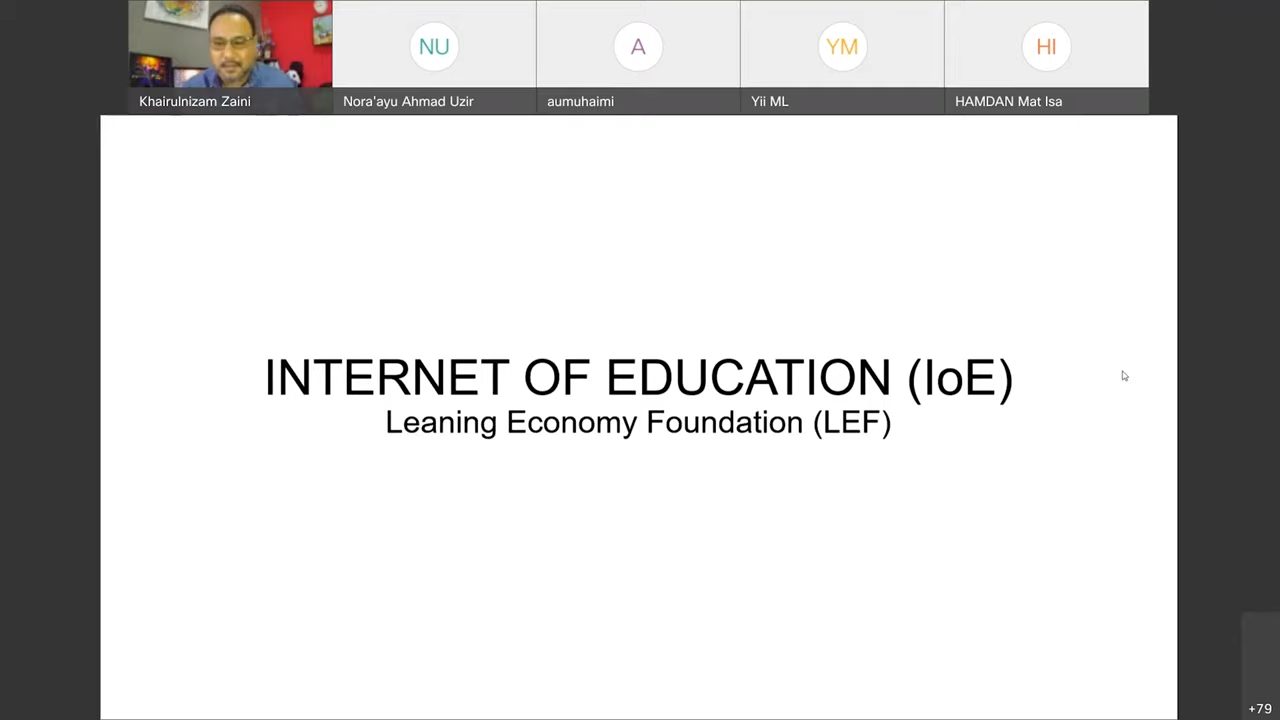 NU
A
YM
HI
Khairulnizam Zaini
Nora'ayu Ahmad Uzir
aumuhaimi
Yii ML
HAMDAN Mat Isa
INTERNET OF EDUCATION (IoE)
Leaning Economy Foundation (LEF)
+79